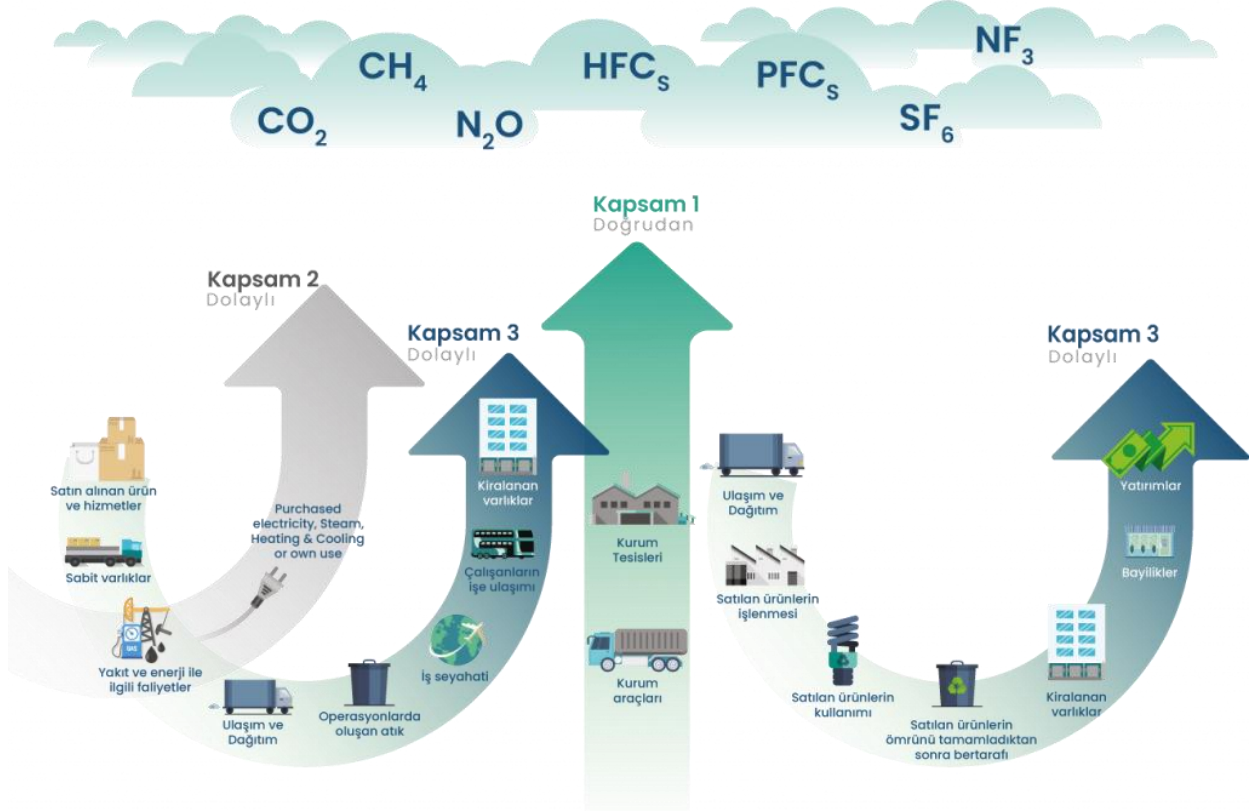 CO₂
CH₄
N₂O
HFCₛ
PFCₛ
SF₆
NF₃
Kapsam 2
Dolaylı
Kapsam 3
Dolaylı
Kapsam 1
Doğrudan
Kapsam 3
Dolaylı
Satın alınan ürün
ve hizmetler
Sabit varlıklar
GAS
Yakıt ve enerji ile
ilgili faliyetler
Ulaşım ve
Dağıtım
Operasyonlarda
oluşan atık
İş seyahati
Çalışanların
işe ulaşımı
Kiralanan
varlıklar
Purchased
electricity, Steam,
Heating & Cooling
or own use
Kurum
Tesisleri
Kurum
araçları
Ulaşım ve
Dağıtım
Satılan ürünlerin
işlenmesi
Satılan ürünlerin
kullanımı
Satılan ürünlerin
ömrünü tamamladıktan
sonra bertarafı
Kiralanan
varlıklar
Bayilikler
Yatırımlar